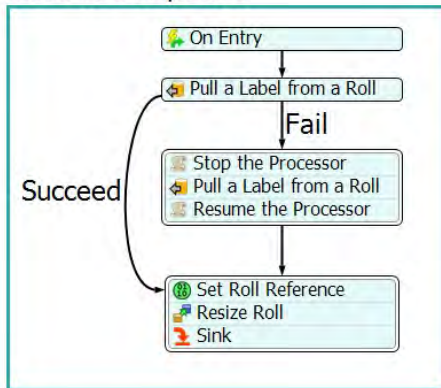 On Entry
Pull a Label from a Roll
Fail
Stop the Processor
Pull a Label from a Roll
Resume the Processor
Succeed
Set Roll Reference
Resize Roll
Sink